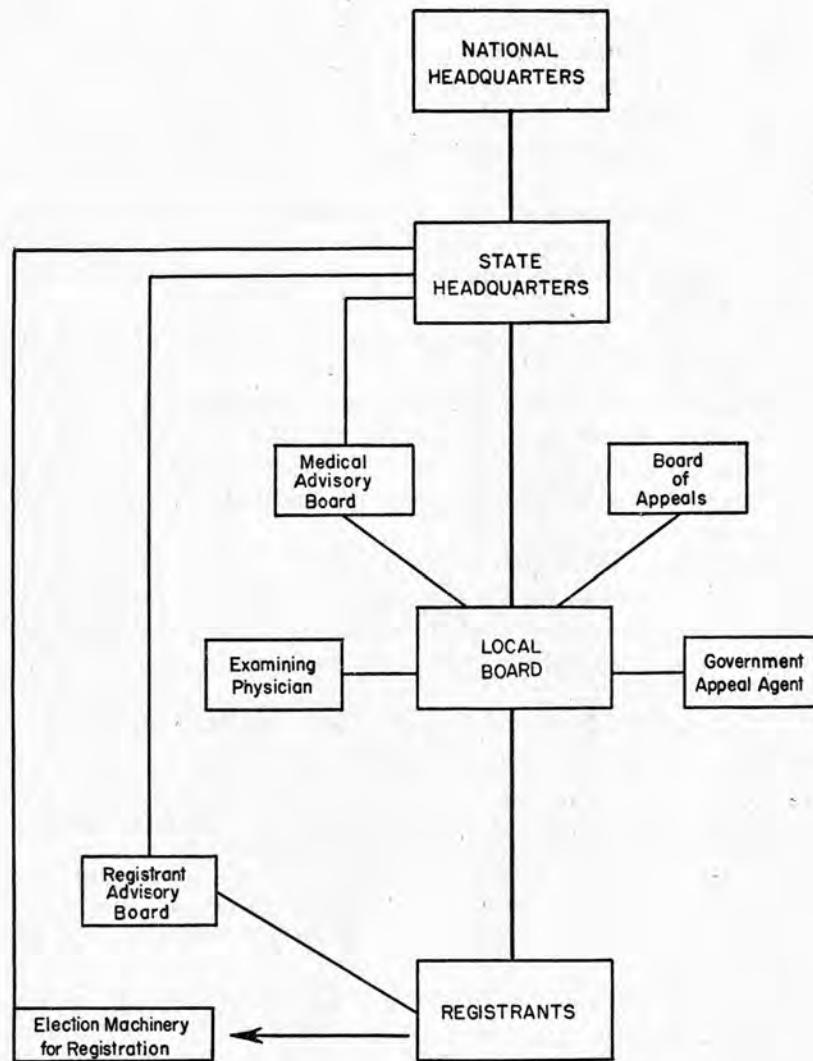 NATIONAL
HEADQUARTERS
STATE
HEADQUARTERS
Medical
Advisory
Board
Board
of
Appeals
LOCAL
BOARD
Examining
Physician
Government
Appeal Agent
Registrant
Advisory
Board
REGISTRANTS
Election Machinery
for Registration